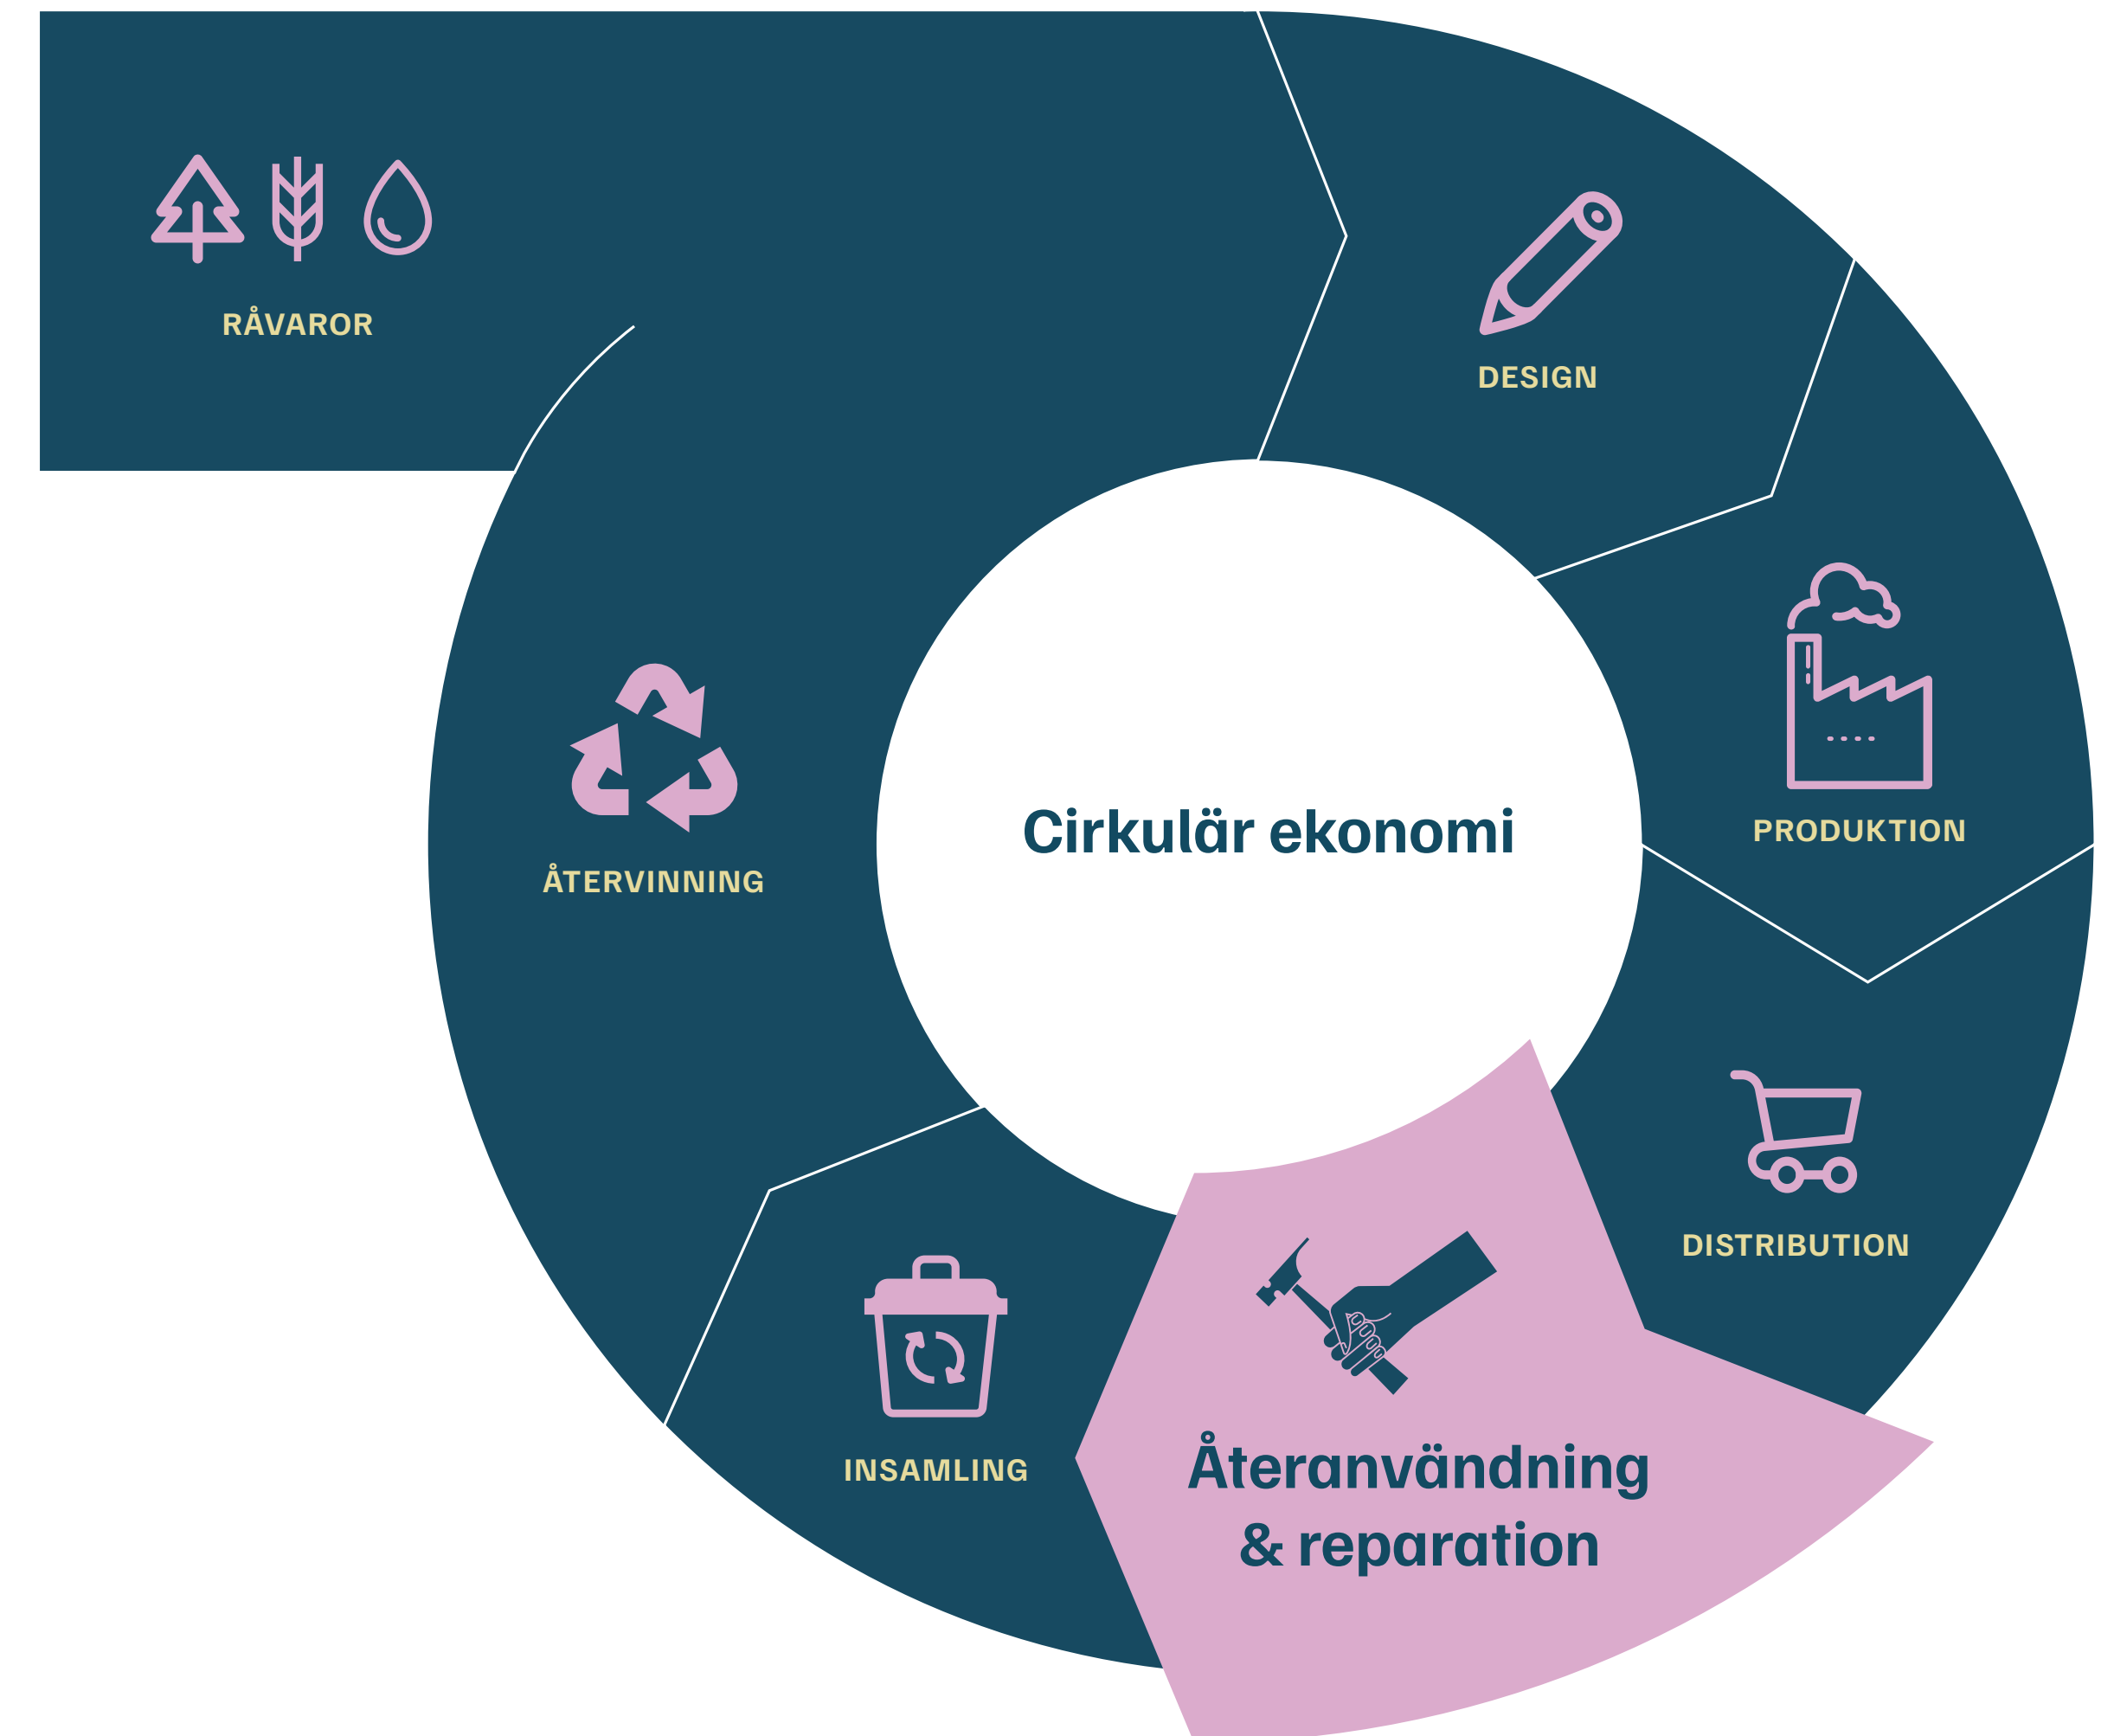 RÅVAROR
DESIGN
PRODUKTION
DISTRIBUTION
Återanvändning
& reparation
INSAMLING
ÅTERVINNING
Cirkulär ekonomi